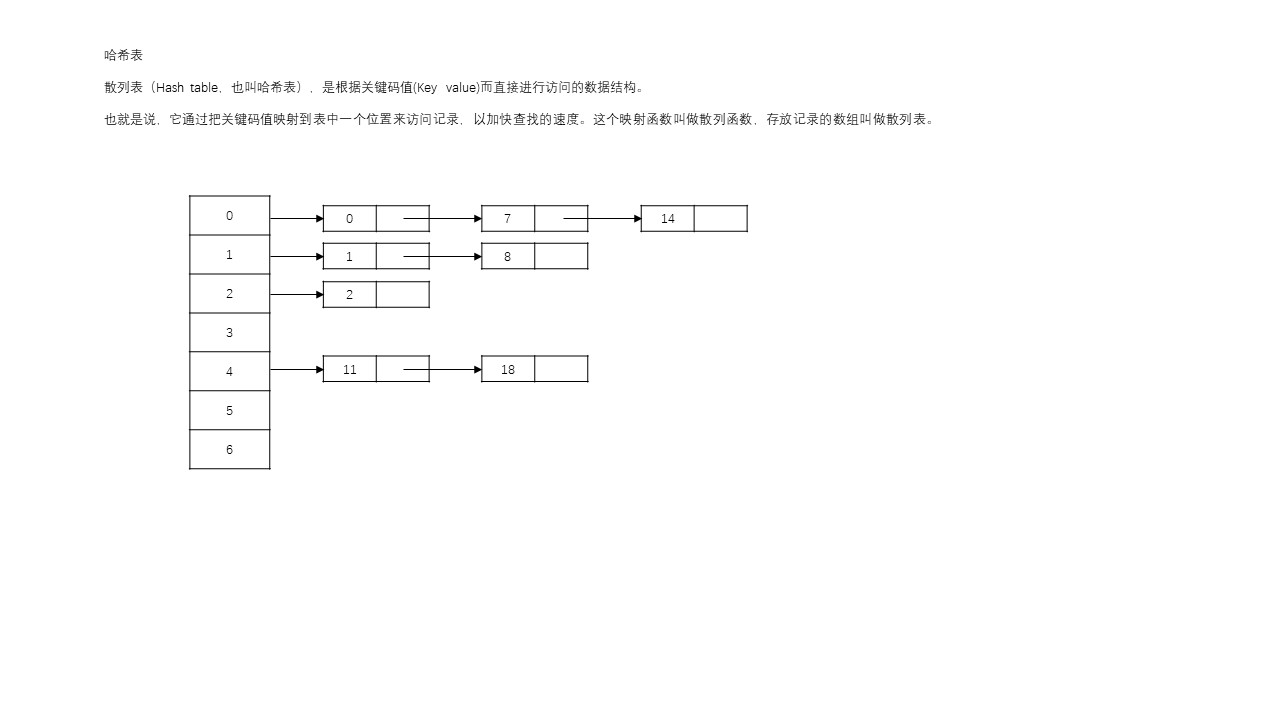 哈希表
散列表（Hash table，也叫哈希表），是根据关键码值(Key value)而直接进行访问的数据结构。
也就是说，它通过把关键码值映射到表中一个位置来访问记录，以加快查找的速度。这个映射函数叫做散列函数，存放记录的数组叫做散列表。
0 0 7 14
1 1 8
2 2
3
4 11 18
5
6